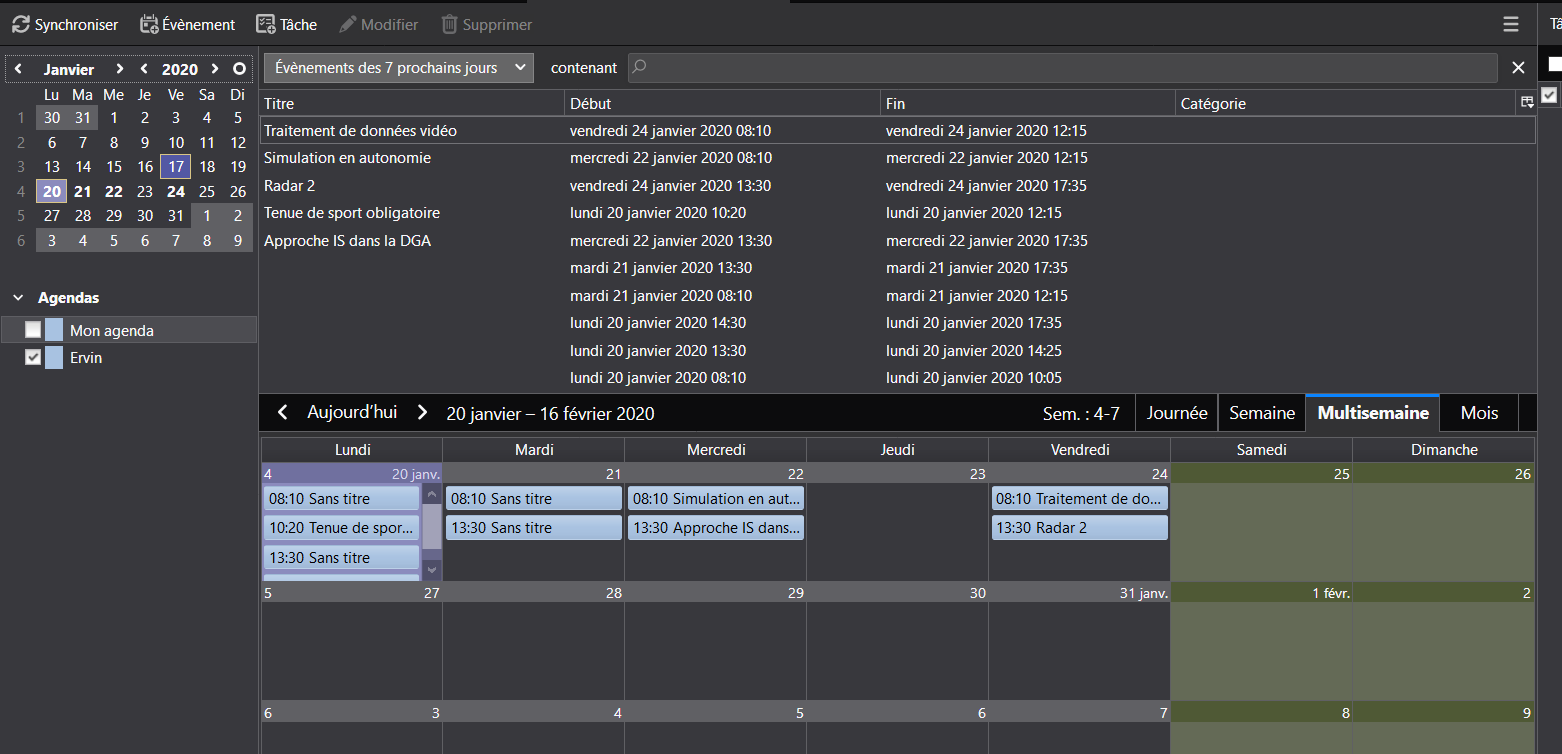 Synchroniser Évènement Tâche Modifier Supprimer
Janvier 2020
Lu Ma Me Je Ve Sa Di
1 30 31 1 2 3 4 5
2 6 7 8 9 10 11 12
3 13 14 15 16 17 18 19
4 20 21 22 23 24 25 26
5 27 28 29 30 31 1 2
6 3 4 5 6 7 8 9
Agendas
Mon agenda
Ervin
Évènements des 7 prochains jours contenant
Titre Début Fin Catégorie
Traitement de données vidéo vendredi 24 janvier 2020 08:10 vendredi 24 janvier 2020 12:15
Simulation en autonomie mercredi 22 janvier 2020 08:10 mercredi 22 janvier 2020 12:15
Radar 2 vendredi 24 janvier 2020 13:30 vendredi 24 janvier 2020 17:35
Tenue de sport obligatoire lundi 20 janvier 2020 10:20 lundi 20 janvier 2020 12:15
Approche IS dans la DGA mercredi 22 janvier 2020 13:30 mercredi 22 janvier 2020 17:35
mardi 21 janvier 2020 13:30 mardi 21 janvier 2020 17:35
mardi 21 janvier 2020 08:10 mardi 21 janvier 2020 12:15
lundi 20 janvier 2020 14:30 lundi 20 janvier 2020 17:35
lundi 20 janvier 2020 13:30 lundi 20 janvier 2020 14:25
lundi 20 janvier 2020 08:10 lundi 20 janvier 2020 10:05
Aujourd'hui 20 janvier – 16 février 2020 Sem. : 4-7 Journée Semaine Multisemaine Mois
Lundi Mardi Mercredi Jeudi Vendredi Samedi Dimanche
4 20 janv. 21 22 23 24 25 26
08:10 Sans titre 08:10 Sans titre 08:10 Simulation en aut... 08:10 Traitement de do...
10:20 Tenue de spor... 13:30 Sans titre 13:30 Approche IS dans... 13:30 Radar 2
13:30 Sans titre
5 27 28 29 30 31 janv. 1 févr. 2
6 3 4 5 6 7 8 9